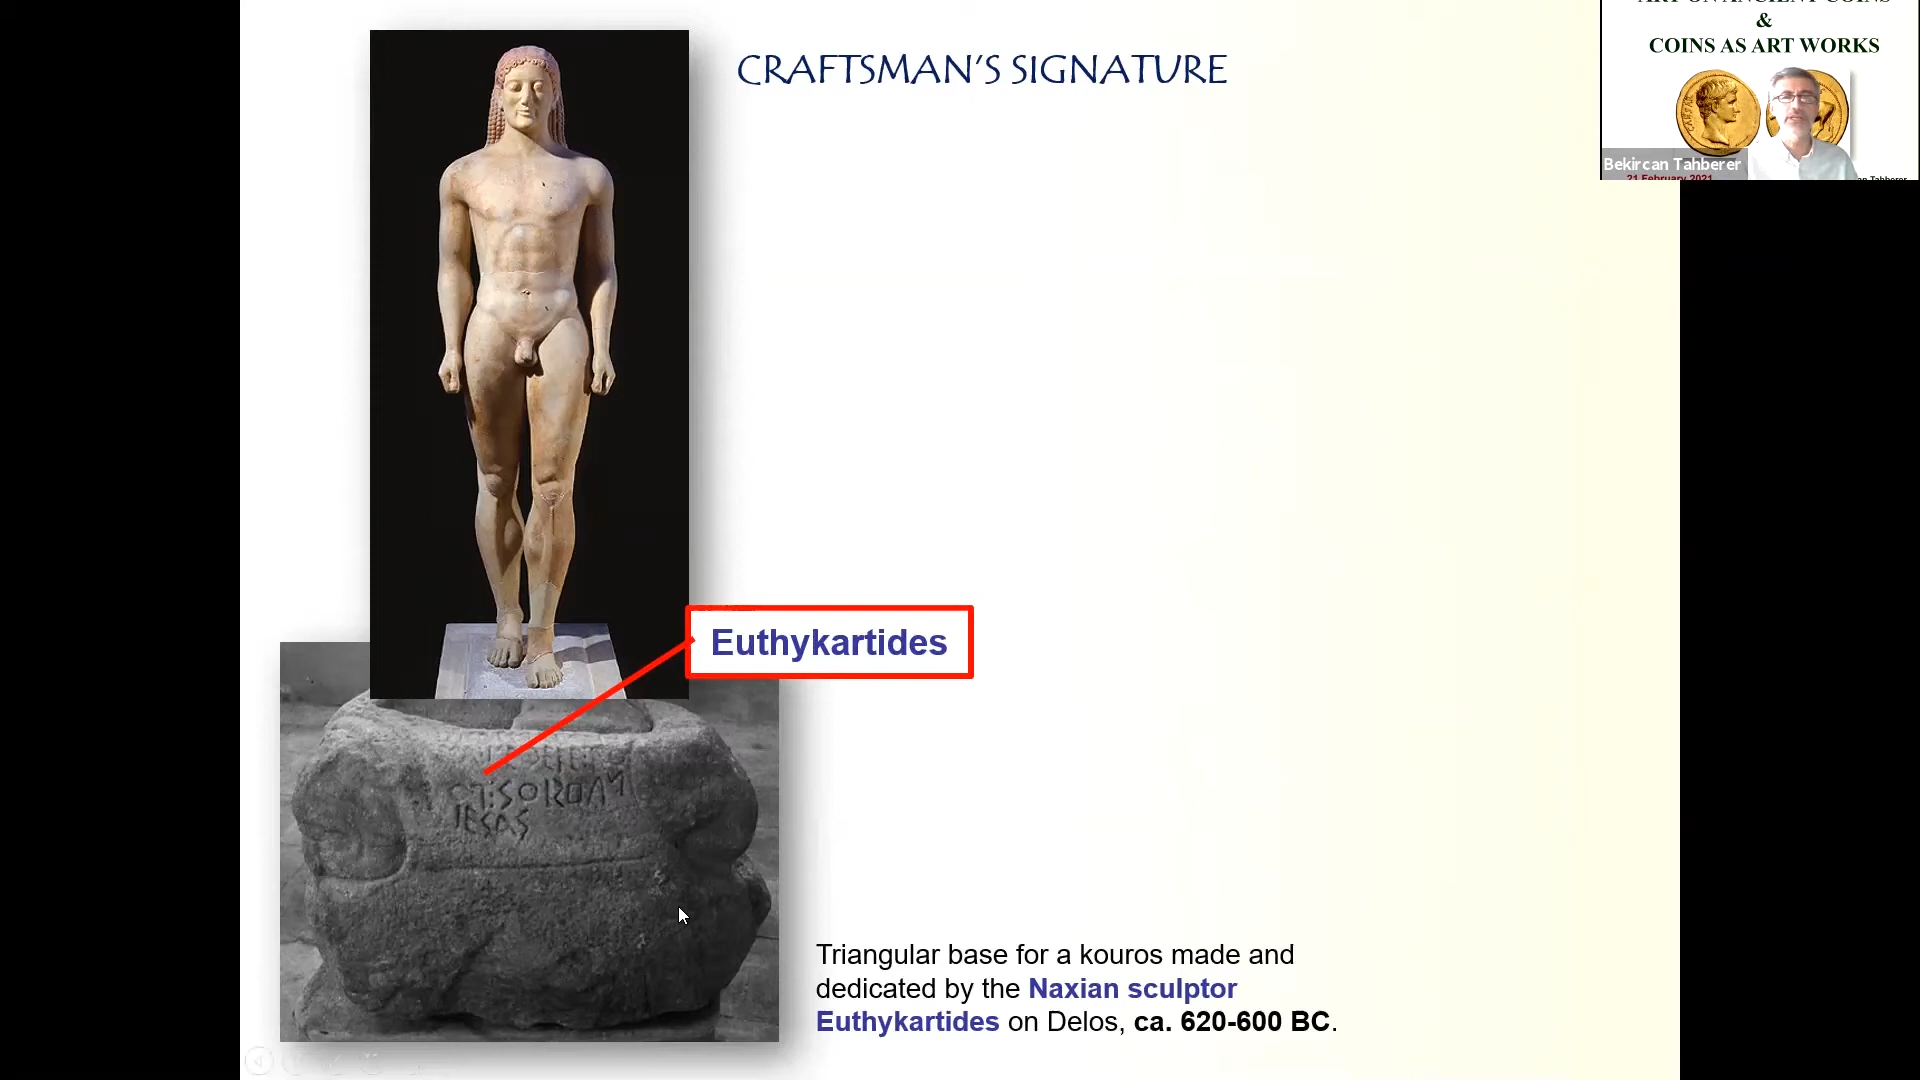 CRAFTSMAN'S SIGNATURE
&
COINS AS ART WORKS
Bekircan Tahberer
21 February 2021
Euthykartides
Triangular base for a kouros made and
dedicated by the Naxian sculptor
Euthykartides on Delos, ca. 620-600 BC.